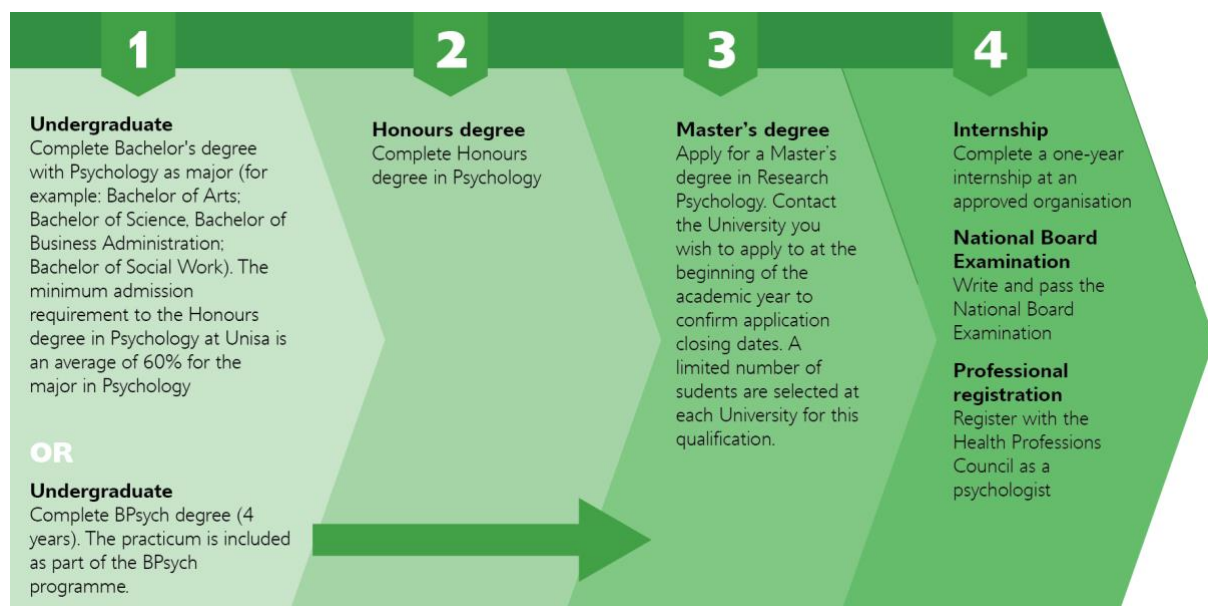 1
Undergraduate
Complete Bachelor's degree
with Psychology as major (for
example: Bachelor of Arts;
Bachelor of Science, Bachelor of
Business Administration;
Bachelor of Social Work). The
minimum admission
requirement to the Honours
degree in Psychology at Unisa is
an average of 60% for the
major in Psychology
OR
Undergraduate
Complete BPsych degree (4
years). The practicum is included
as part of the BPsych
programme.
2
Honours degree
Complete Honours
degree in Psychology
3
Master's degree
Apply for a Master's
degree in Research
Psychology. Contact
the University you
wish to apply to at the
beginning of the
academic year to
confirm application
closing dates. A
limited number of
sudents are selected at
each University for this
qualification.
4
Internship
Complete a one-year
internship at an
approved organisation
National Board
Examination
Write and pass the
National Board
Examination
Professional
registration
Register with the
Health Professions
Council as a
psychologist